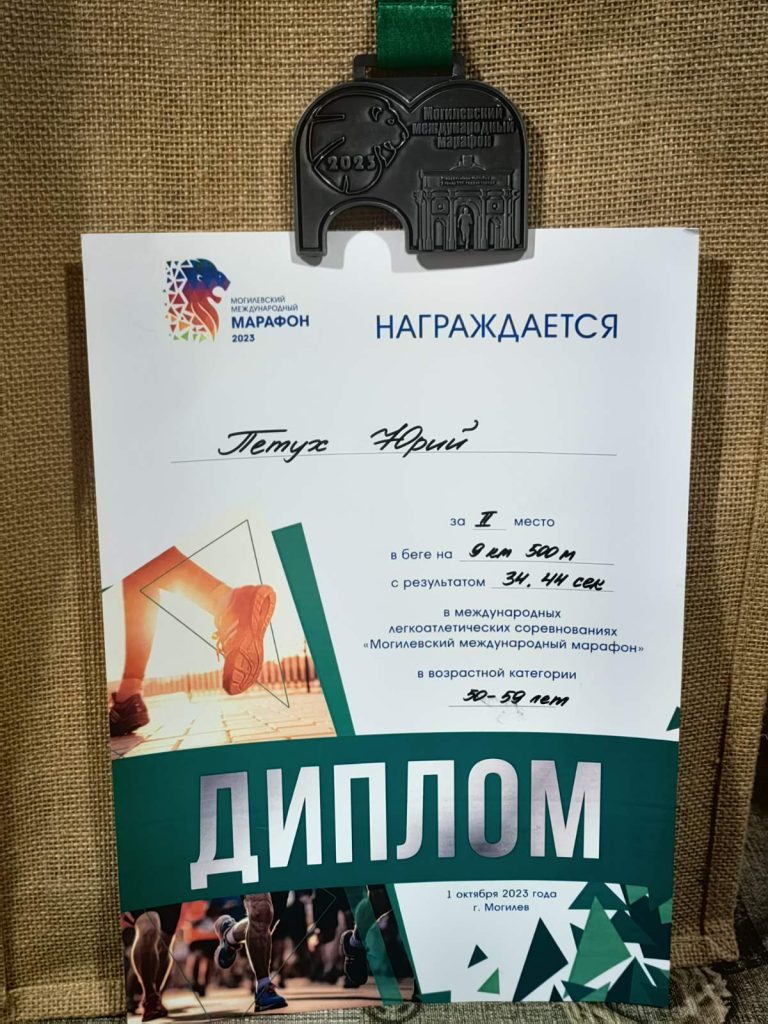 Могилевский
международный
марафон
2023
МОГИЛЕВСКИЙ
МЕЖДУНАРОДНЫЙ
МАРАФОН
2023
НАГРАЖДАЕТСЯ
Петух Юрий
за II место
в беге на 9 км 500 м
с результатом 34,44 сек
в международных
легкоатлетических соревнованиях
«Могилевский международный марафон»
в возрастной категории
50-59 лет
ДИПЛОМ
1 октября 2023 года
г. Могилев